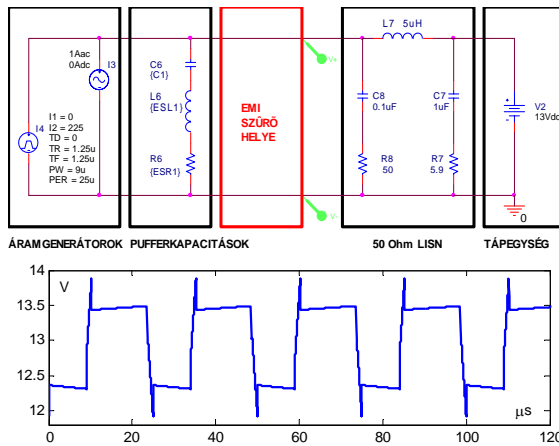 L7 5uH
1Aac
0Adc
I3
C6
{C1}
V+
C8
0.1uF
C7
1uF
L6
{ESL1}
EMI
SZŰRŐ
HELYE
V2
13Vdc
I4
I1 = 0
I2 = 225
TD = 0
TR = 1.25u
TF = 1.25u
PW = 9u
PER = 25u
R6
{ESR1}
R8
50
R7
5.9
V-
0
ÁRAMGENERÁTOROK PUFFERKAPACITÁSOK 50 Ohm LISN TÁPEGYSÉG
14
V
13.5
13
12.5
12
µs
0 20 40 60 80 100 120